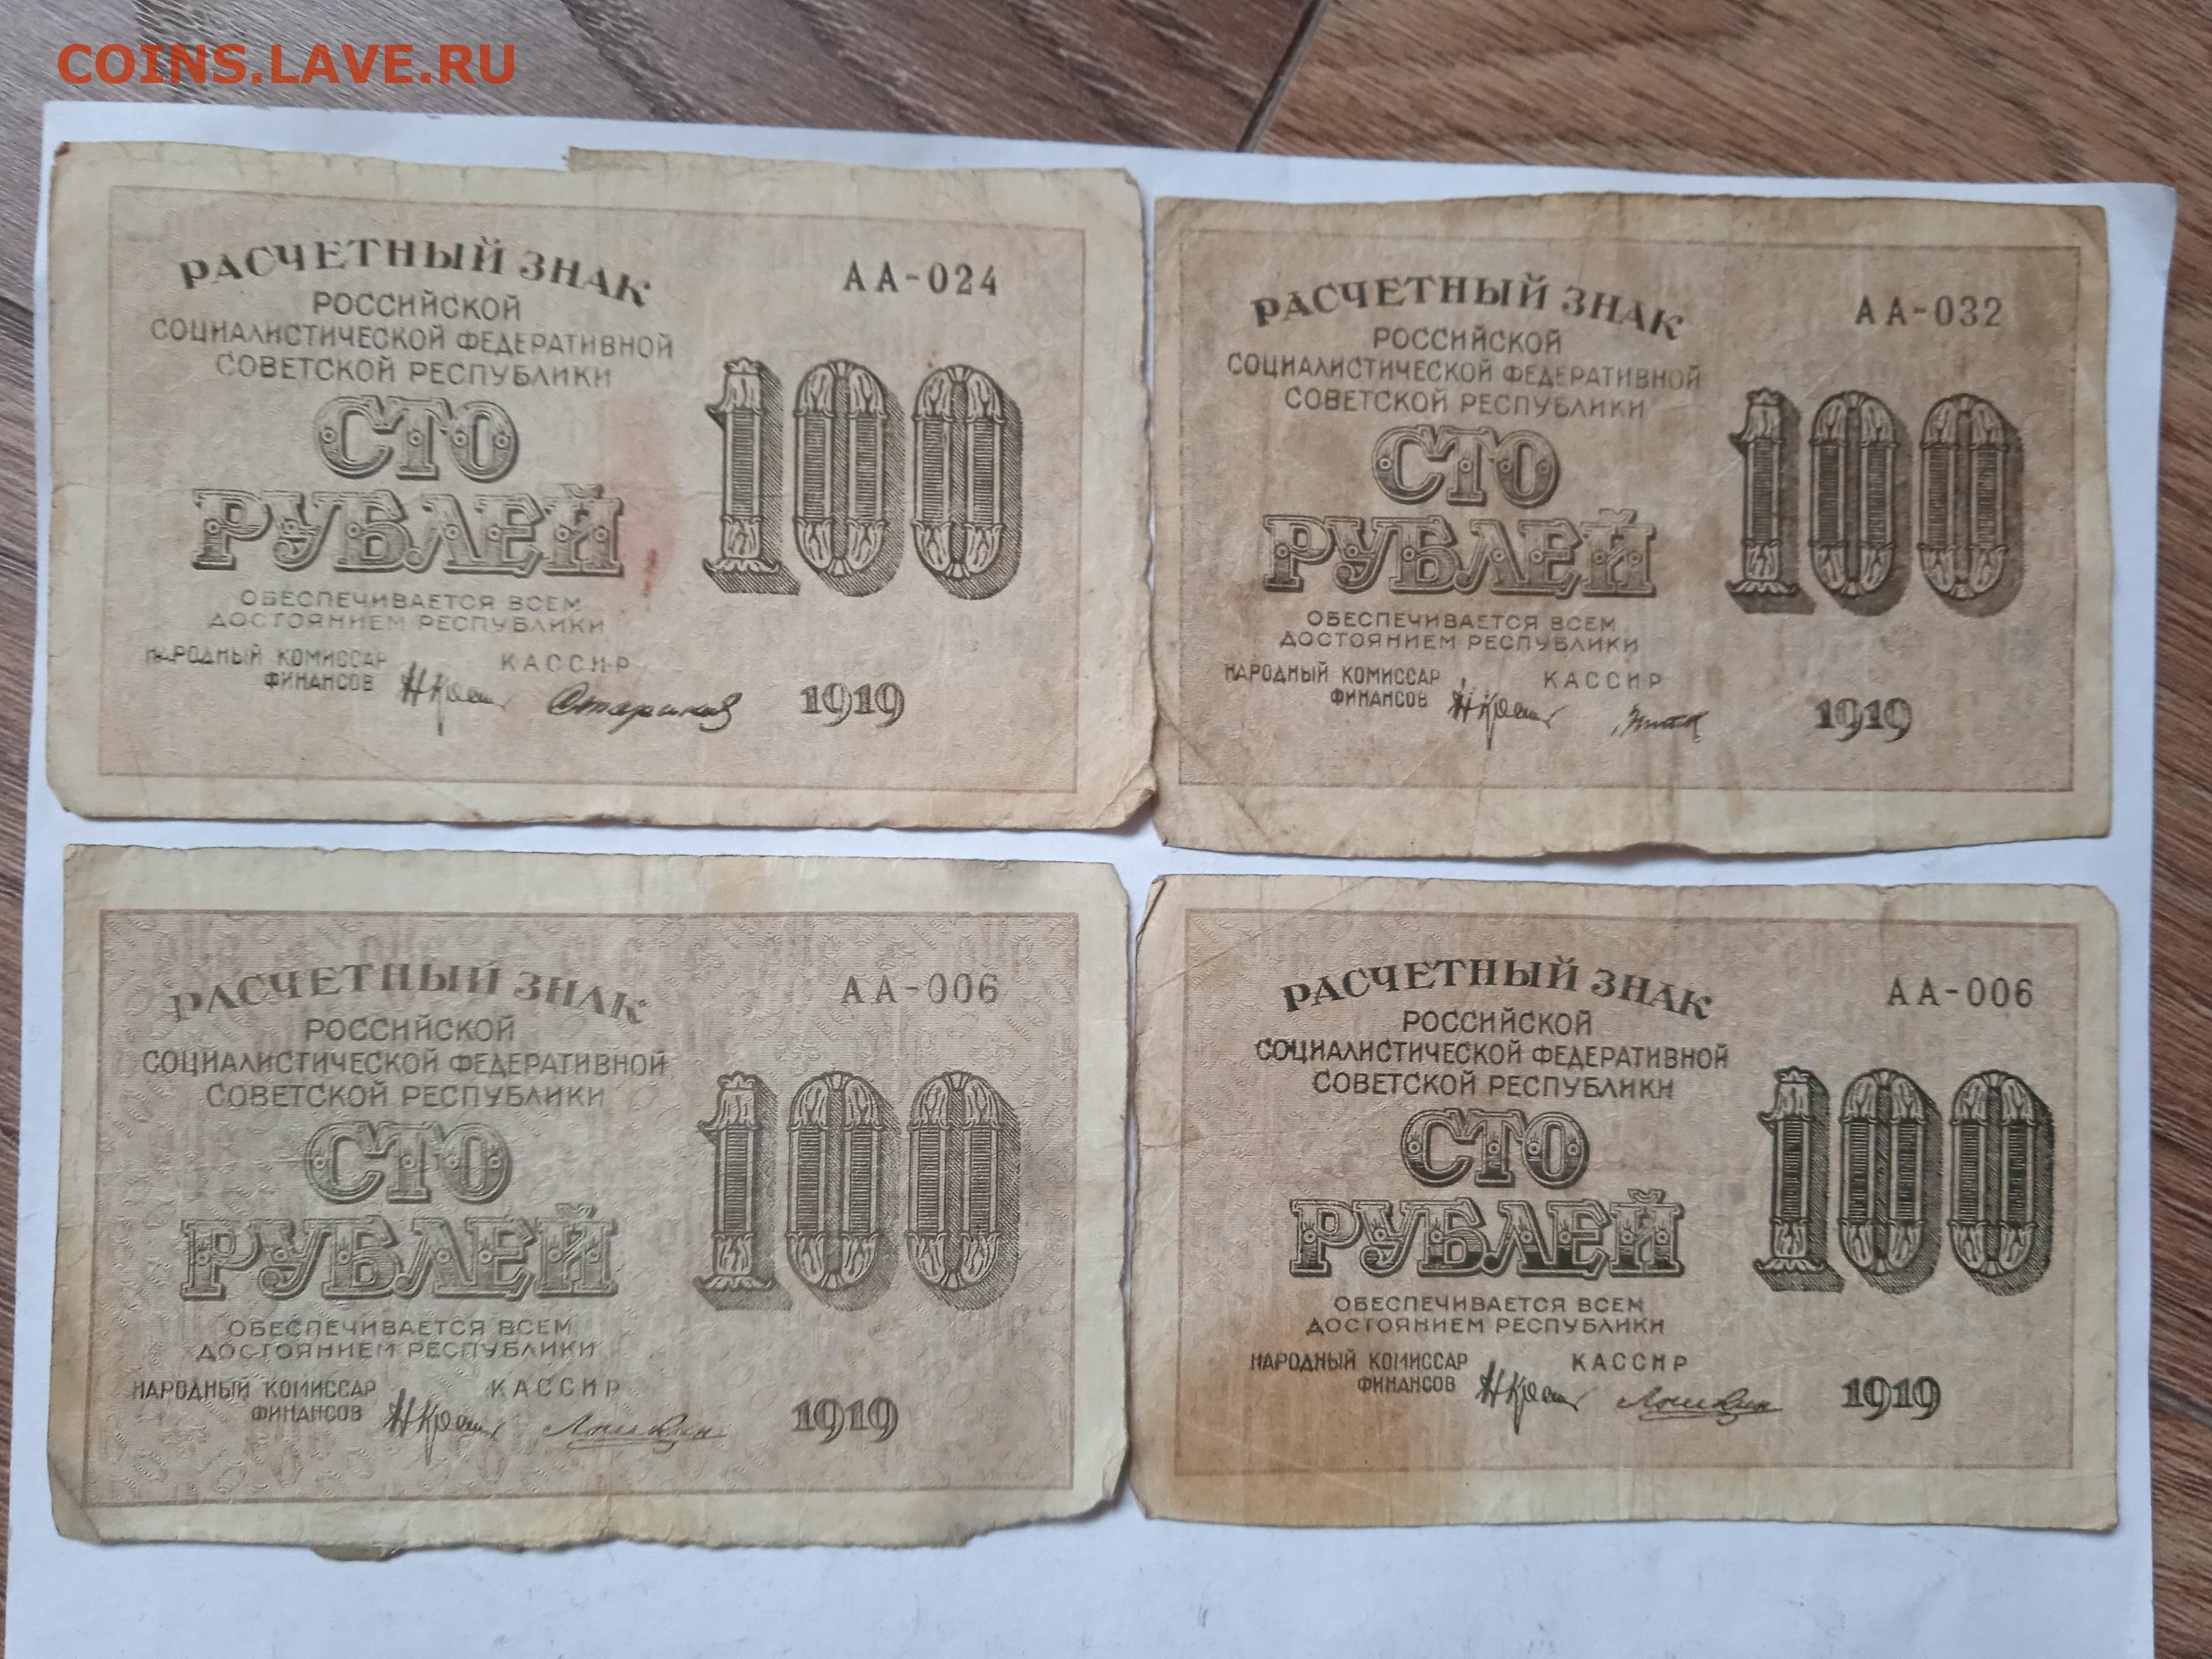 COINS.LAVE.RU
РАСЧЕТНЫЙ ЗНАК
АА-024
РОССИЙСКОЙ
СОЦИАЛИСТИЧЕСКОЙ ФЕДЕРАТИВНОЙ
СОВЕТСКОЙ РЕСПУБЛИКИ
СТО
РУБЛЕЙ
100
ОБЕСПЕЧИВАЕТСЯ ВСЕМ
ДОСТОЯНИЕМ РЕСПУБЛИКИ
НАРОДНЫЙ КОМИССАР
ФИНАНСОВ
КАССИР
1919
РАСЧЕТНЫЙ ЗНАК
АА-032
РОССИЙСКОЙ
СОЦИАЛИСТИЧЕСКОЙ ФЕДЕРАТИВНОЙ
СОВЕТСКОЙ РЕСПУБЛИКИ
СТО
РУБЛЕЙ
100
ОБЕСПЕЧИВАЕТСЯ ВСЕМ
ДОСТОЯНИЕМ РЕСПУБЛИКИ
НАРОДНЫЙ КОМИССАР
ФИНАНСОВ
КАССИР
1919
РАСЧЕТНЫЙ ЗНАК
АА-006
РОССИЙСКОЙ
СОЦИАЛИСТИЧЕСКОЙ ФЕДЕРАТИВНОЙ
СОВЕТСКОЙ РЕСПУБЛИКИ
СТО
РУБЛЕЙ
100
ОБЕСПЕЧИВАЕТСЯ ВСЕМ
ДОСТОЯНИЕМ РЕСПУБЛИКИ
НАРОДНЫЙ КОМИССАР
ФИНАНСОВ
КАССИР
1919
РАСЧЕТНЫЙ ЗНАК
АА-006
РОССИЙСКОЙ
СОЦИАЛИСТИЧЕСКОЙ ФЕДЕРАТИВНОЙ
СОВЕТСКОЙ РЕСПУБЛИКИ
СТО
РУБЛЕЙ
100
ОБЕСПЕЧИВАЕТСЯ ВСЕМ
ДОСТОЯНИЕМ РЕСПУБЛИКИ
НАРОДНЫЙ КОМИССАР
ФИНАНСОВ
КАССИР
1919